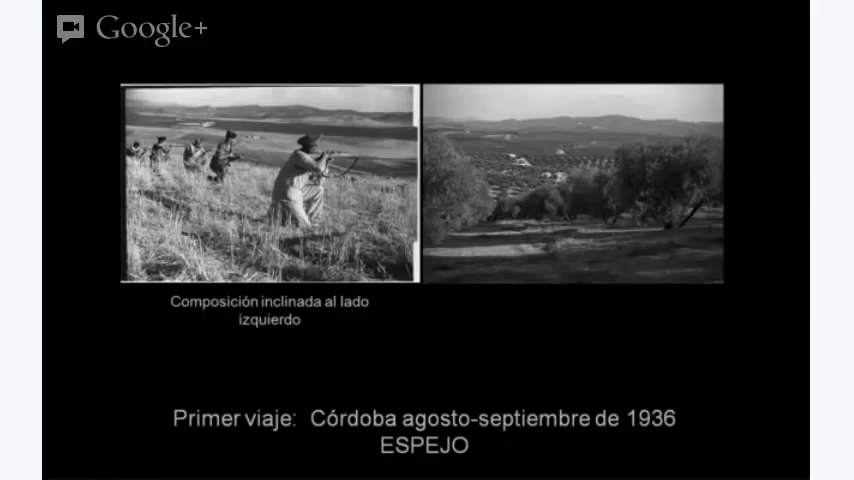 Google+
Composición inclinada al lado
izquierdo
Primer viaje: Córdoba agosto-septiembre de 1936
ESPEJO